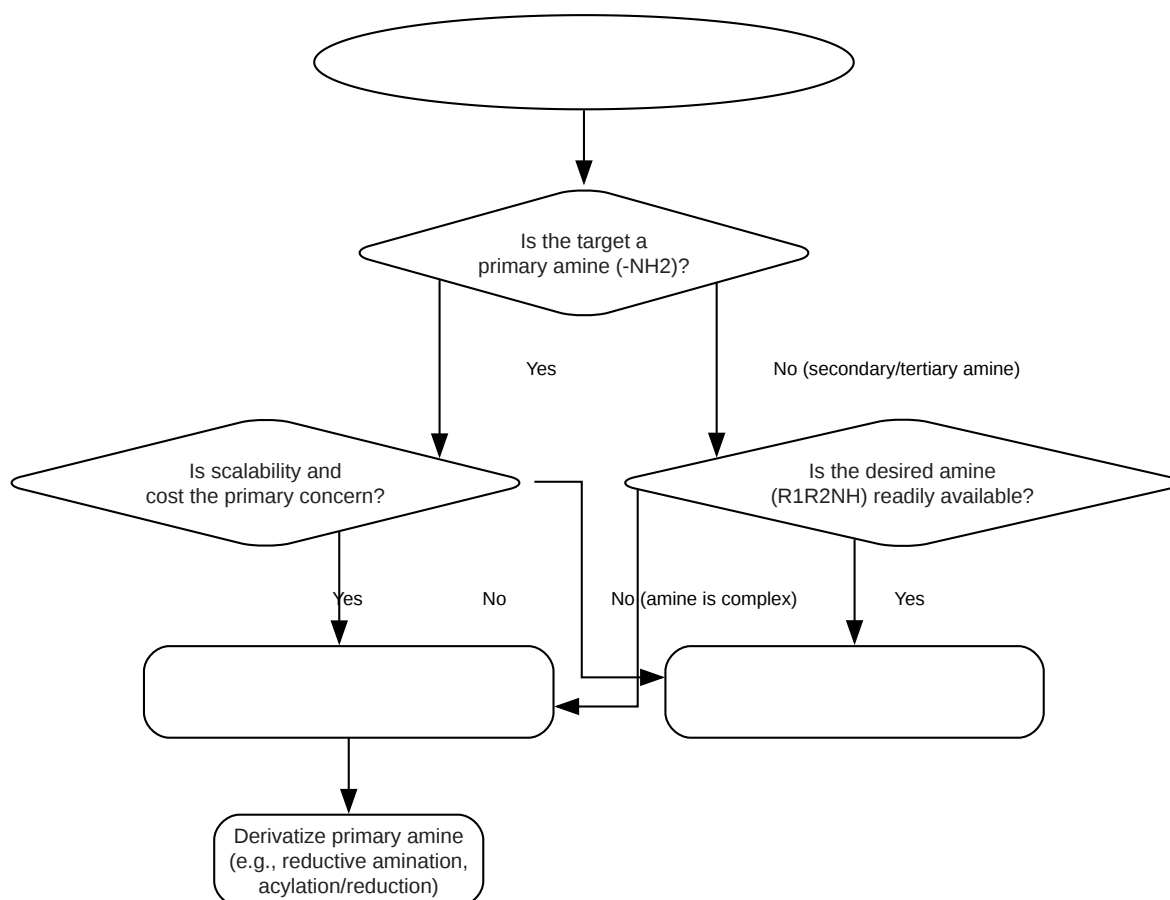 Is the target a
primary amine (-NH2)?
Yes
No (secondary/tertiary amine)
Is scalability and
cost the primary concern?
Is the desired amine
(R1R2NH) readily available?
Yes
No
No (amine is complex)
Yes
Derivatize primary amine
(e.g., reductive amination,
acylation/reduction)